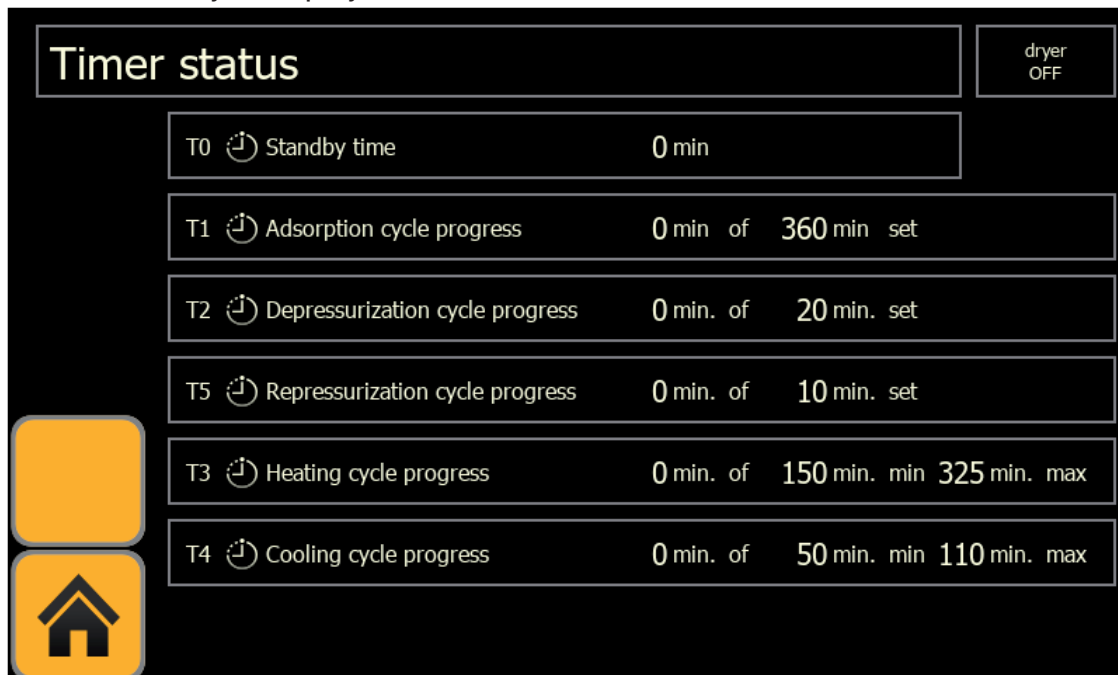 Timer status
dryer
OFF
T0 Standby time 0 min
T1 Adsorption cycle progress 0 min of 360 min set
T2 Depressurization cycle progress 0 min. of 20 min. set
T5 Repressurization cycle progress 0 min. of 10 min. set
T3 Heating cycle progress 0 min. of 150 min. min 325 min. max
T4 Cooling cycle progress 0 min. of 50 min. min 110 min. max